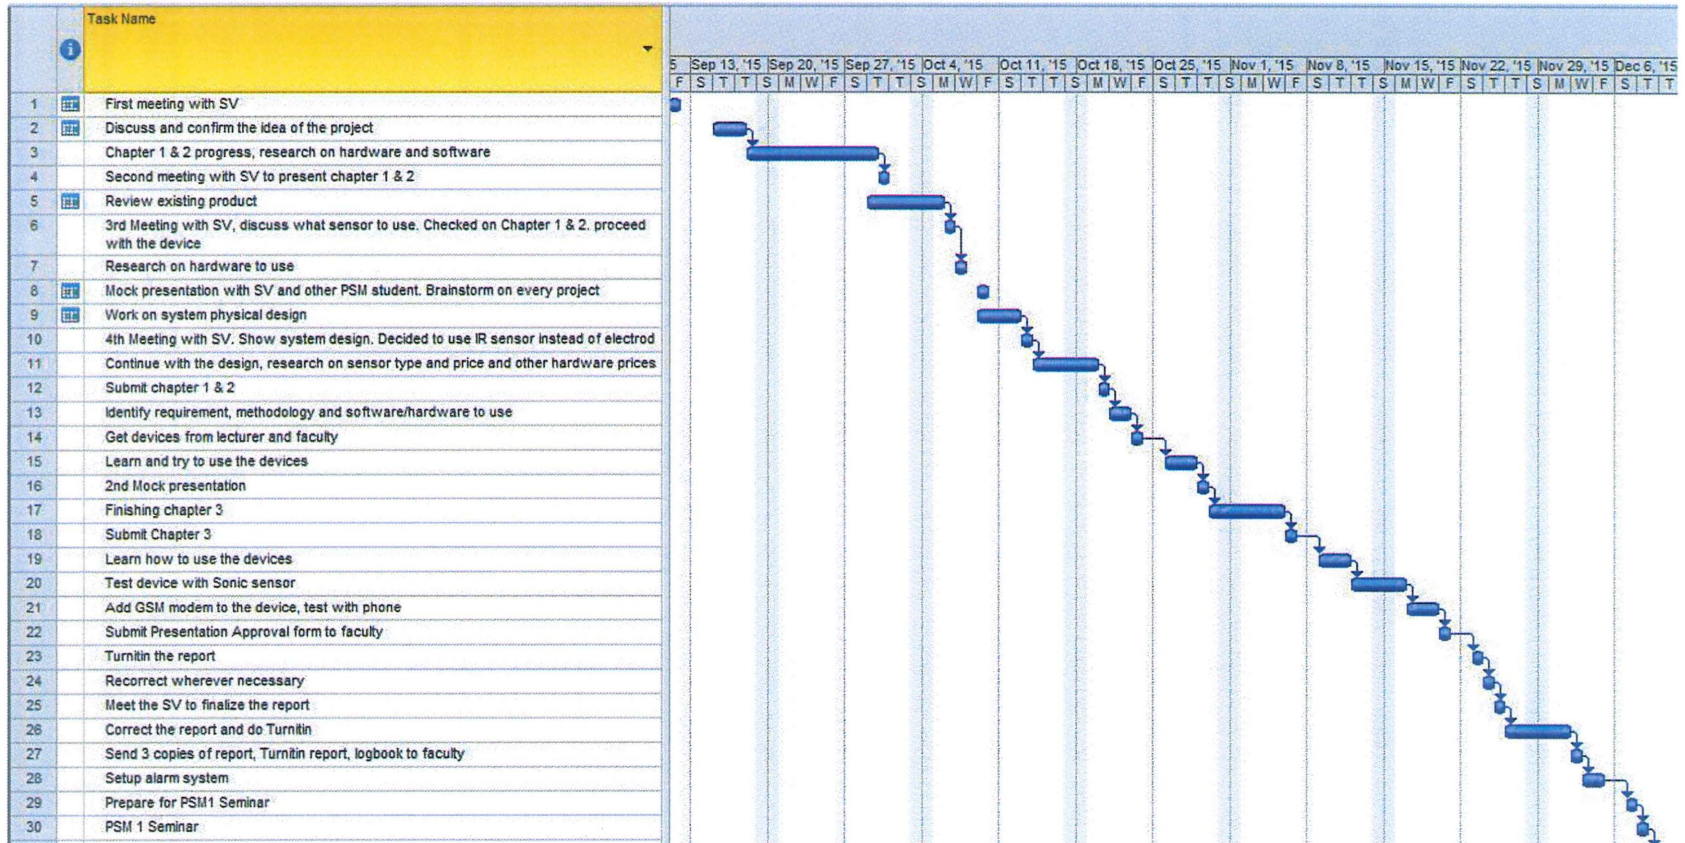 Task Name
5 Sep 13, '15 Sep 20, '15 Sep 27, '15 Oct 4, '15 Oct 11, '15 Oct 18, '15 Oct 25, '15 Nov 1, '15 Nov 8, '15 Nov 15, '15 Nov 22, '15 Nov 29, '15 Dec 6, '15
F S T T S M W F S T T S M W F S T T S M W F S T T S M W F S T T S M W F S T T S M W F S T T
1 First meeting with SV
2 Discuss and confirm the idea of the project
3 Chapter 1 & 2 progress, research on hardware and software
4 Second meeting with SV to present chapter 1 & 2
5 Review existing product
6 3rd Meeting with SV, discuss what sensor to use. Checked on Chapter 1 & 2. proceed
with the device
7 Research on hardware to use
8 Mock presentation with SV and other PSM student. Brainstorm on every project
9 Work on system physical design
10 4th Meeting with SV. Show system design. Decided to use IR sensor instead of electrod
11 Continue with the design, research on sensor type and price and other hardware prices
12 Submit chapter 1 & 2
13 Identify requirement, methodology and software/hardware to use
14 Get devices from lecturer and faculty
15 Learn and try to use the devices
16 2nd Mock presentation
17 Finishing chapter 3
18 Submit Chapter 3
19 Learn how to use the devices
20 Test device with Sonic sensor
21 Add GSM modem to the device, test with phone
22 Submit Presentation Approval form to faculty
23 Turnitin the report
24 Recorrect wherever necessary
25 Meet the SV to finalize the report
26 Correct the report and do Turnitin
27 Send 3 copies of report, Turnitin report, logbook to faculty
28 Setup alarm system
29 Prepare for PSM1 Seminar
30 PSM 1 Seminar